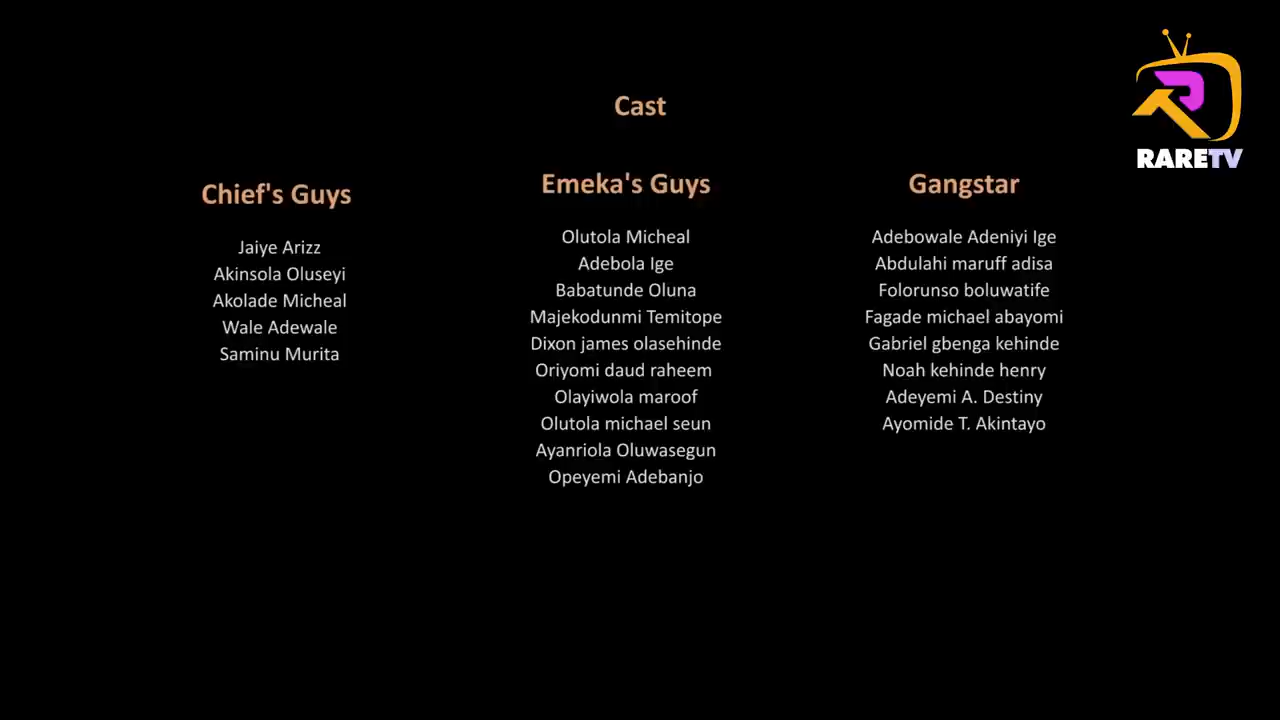 Cast
Chief's Guys
Jaiye Arizz
Akinsola Oluseyi
Akolade Micheal
Wale Adewale
Saminu Murita
Emeka's Guys
Olutola Micheal
Adebola Ige
Babatunde Oluna
Majekodunmi Temitope
Dixon james olasehinde
Oriyomi daud raheem
Olayiwola maroof
Olutola michael seun
Ayanriola Oluwasegun
Opeyemi Adebanjo
Gangstar
Adebowale Adeniyi Ige
Abdulahi maruff adisa
Folorunso boluwatife
Fagade michael abayomi
Gabriel gbenga kehinde
Noah kehinde henry
Adeyemi A. Destiny
Ayomide T. Akintayo
RARETV